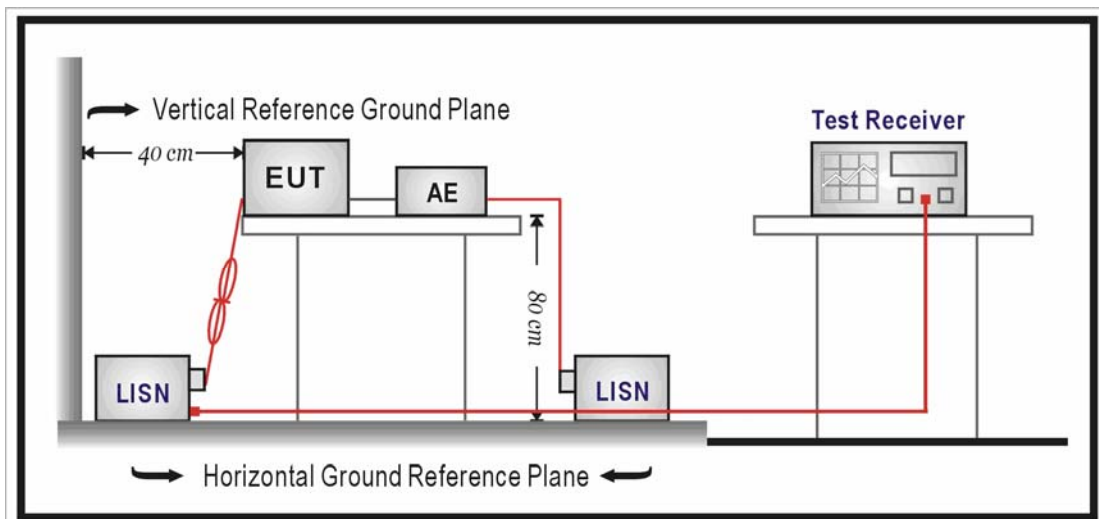 Vertical Reference Ground Plane
40 cm
EUT
AE
Test Receiver
80 cm
LISN
LISN
Horizontal Ground Reference Plane